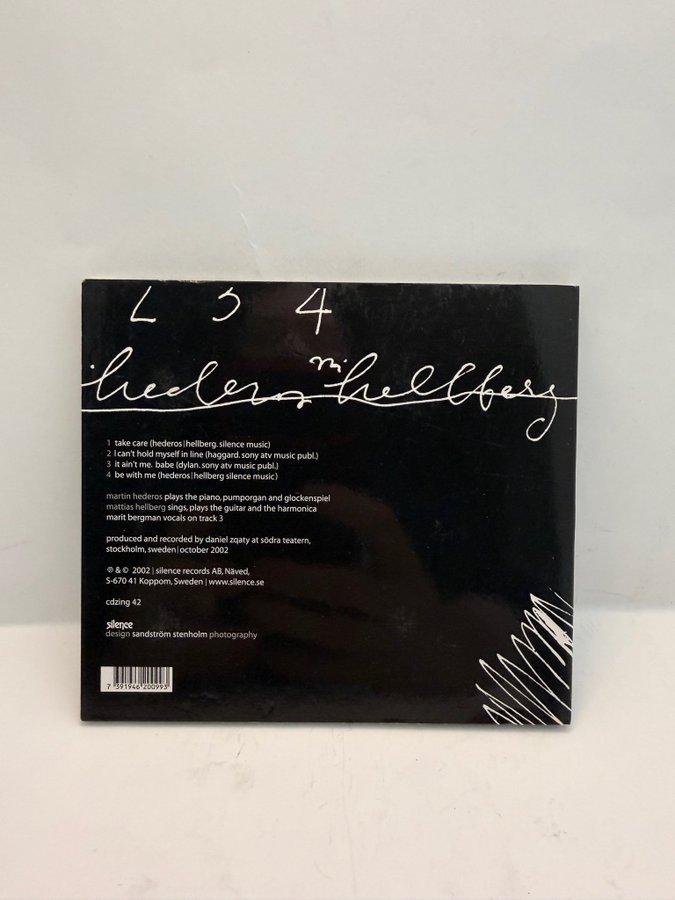 2 3 4
hederos hellberg
1 take care (hederos|hellberg. silence music)
2 I can't hold myself in line (haggard. sony atv music publ.)
3 it ain't me. babe (dylan. sony atv music publ.)
4 be with me (hederos|hellberg silence music)
martin hederos plays the piano, pumporgan and glockenspiel
mattias hellberg sings, plays the guitar and the harmonica
marit bergman vocals on track 3
produced and recorded by daniel zqaty at södra teatern,
stockholm, sweden|october 2002
℗ & © 2002 | silence records AB, Näved,
S-670 41 Koppom, Sweden | www.silence.se
cdzing 42
silence
design sandström stenholm photography
7 391946 200993